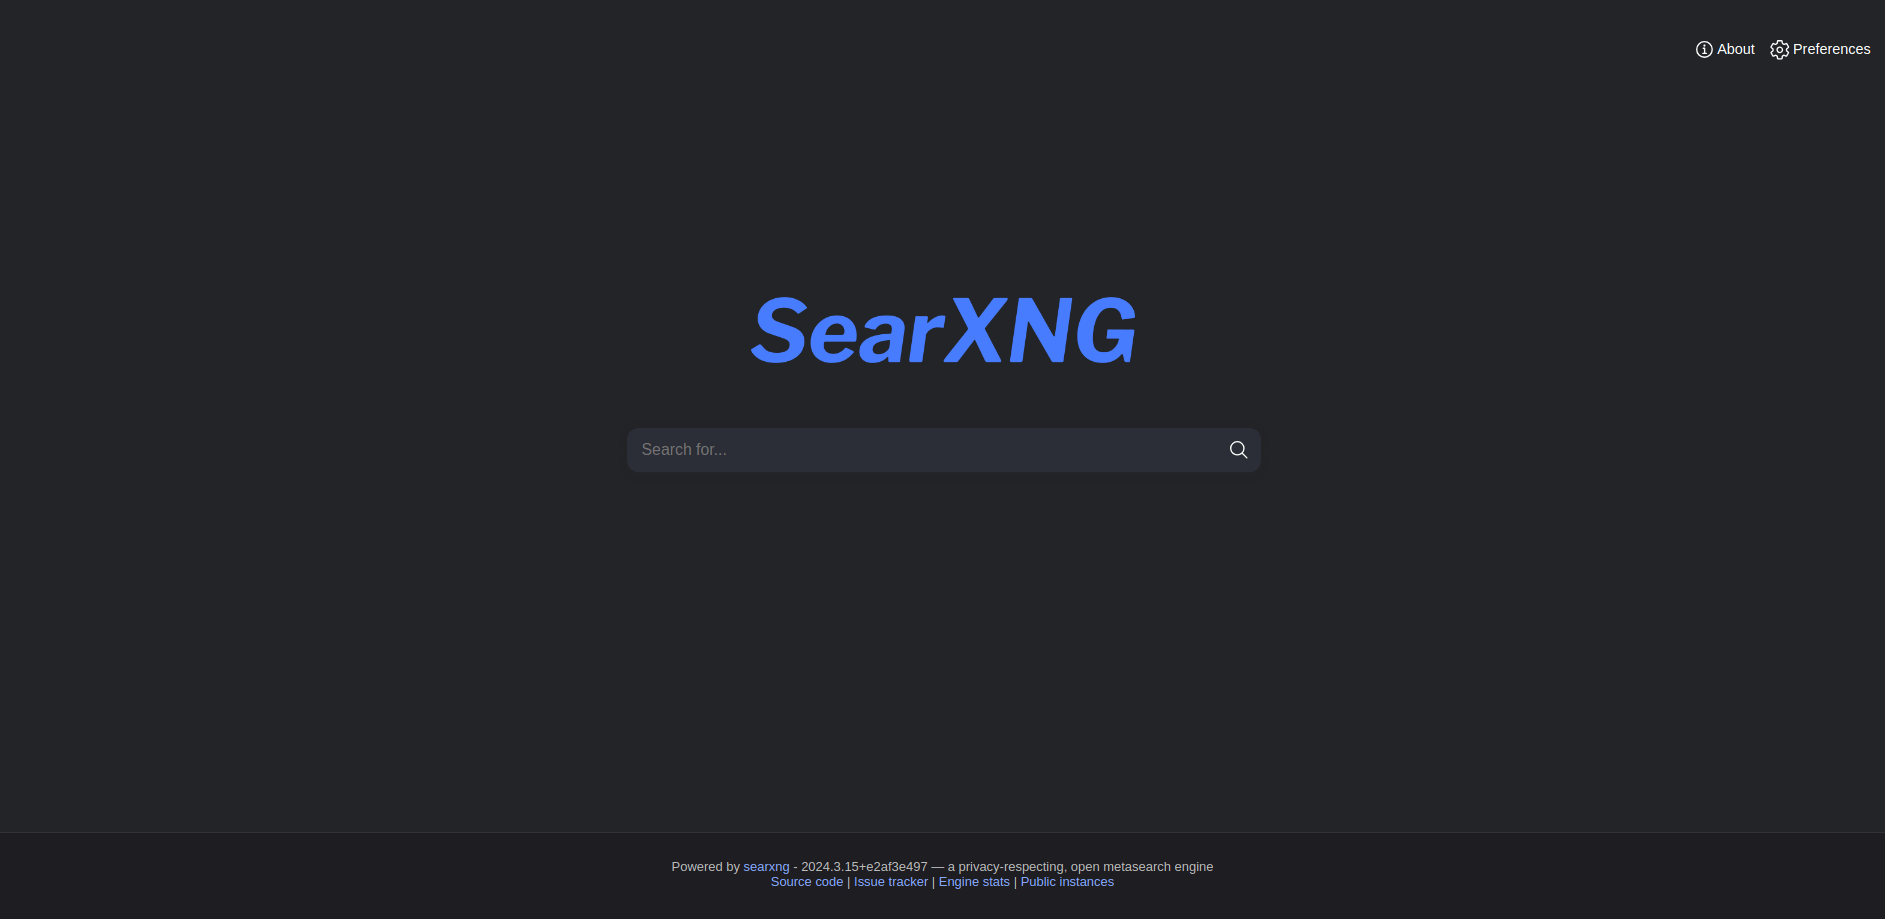 About Preferences
SearXNG
Search for...
Powered by searxng - 2024.3.15+e2af3e497 — a privacy-respecting, open metasearch engine
Source code | Issue tracker | Engine stats | Public instances